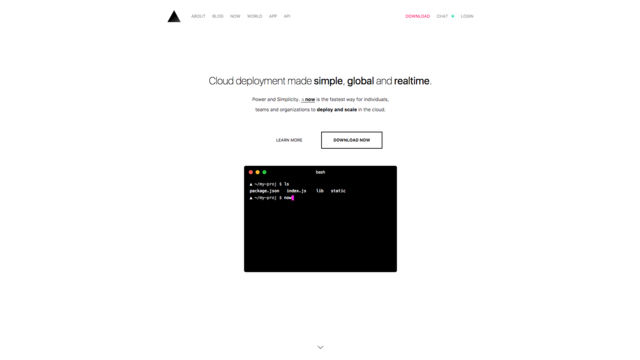 ABOUT BLOG NOW WORLD APP API DOWNLOAD CHAT LOGIN
Cloud deployment made simple, global and realtime.
Power and Simplicity. ▵ now is the fastest way for individuals,
teams and organizations to deploy and scale in the cloud.
LEARN MORE DOWNLOAD NOW
bash
▲ ~/my-proj $ ls
package.json index.js lib static
▲ ~/my-proj $ now